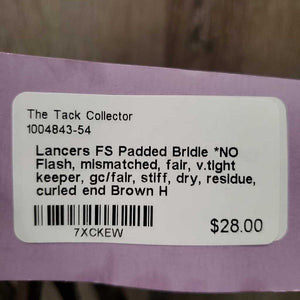 The Tack Collector
1004843-54
Lancers FS Padded Bridle *NO
Flash, mismatched, fair, v.tight
keeper, gc/fair, stiff, dry, residue,
curled end Brown H
7XCKEW
$28.00